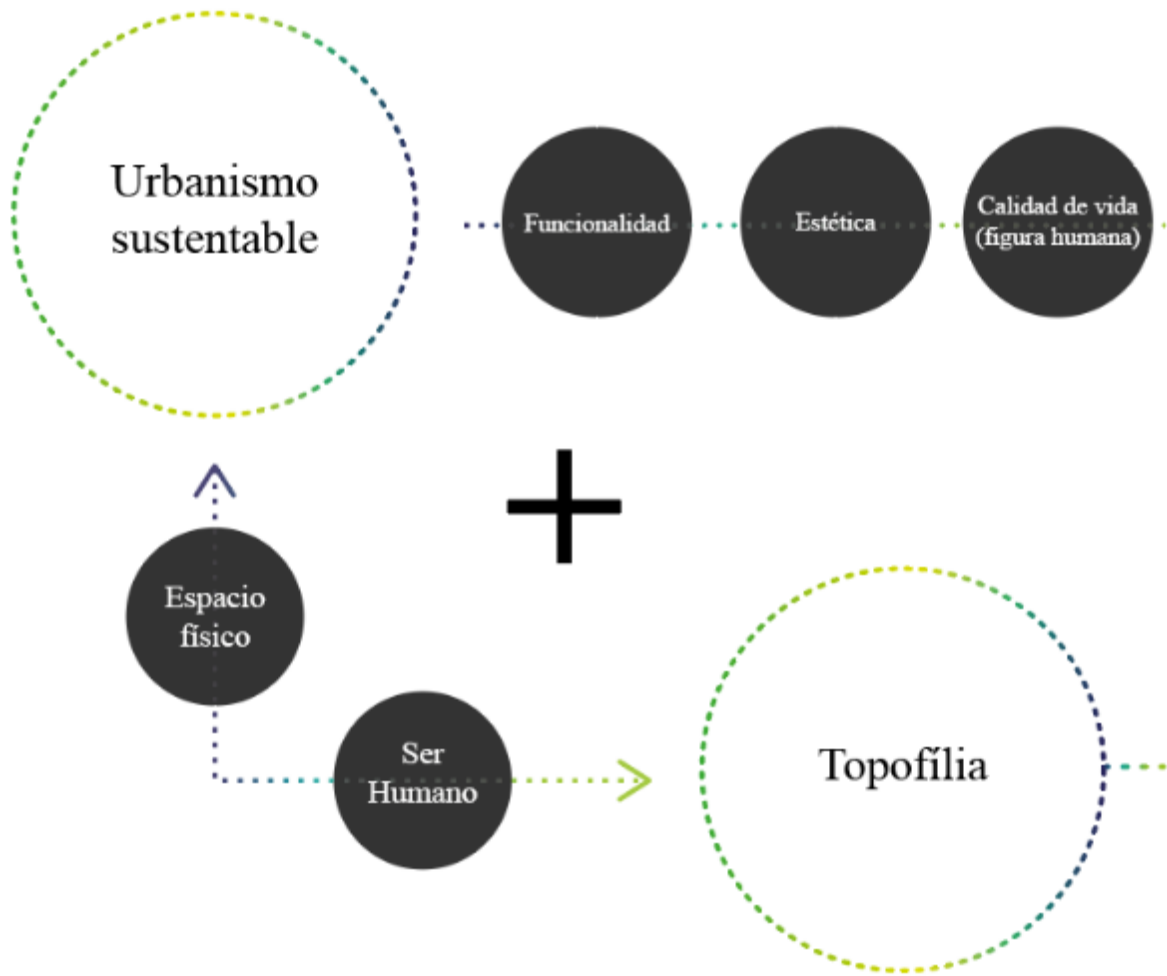 Urbanismo
sustentable
Funcionalidad
Estética
Calidad de vida
(figura humana)
Espacio
físico
Ser
Humano
Topofília